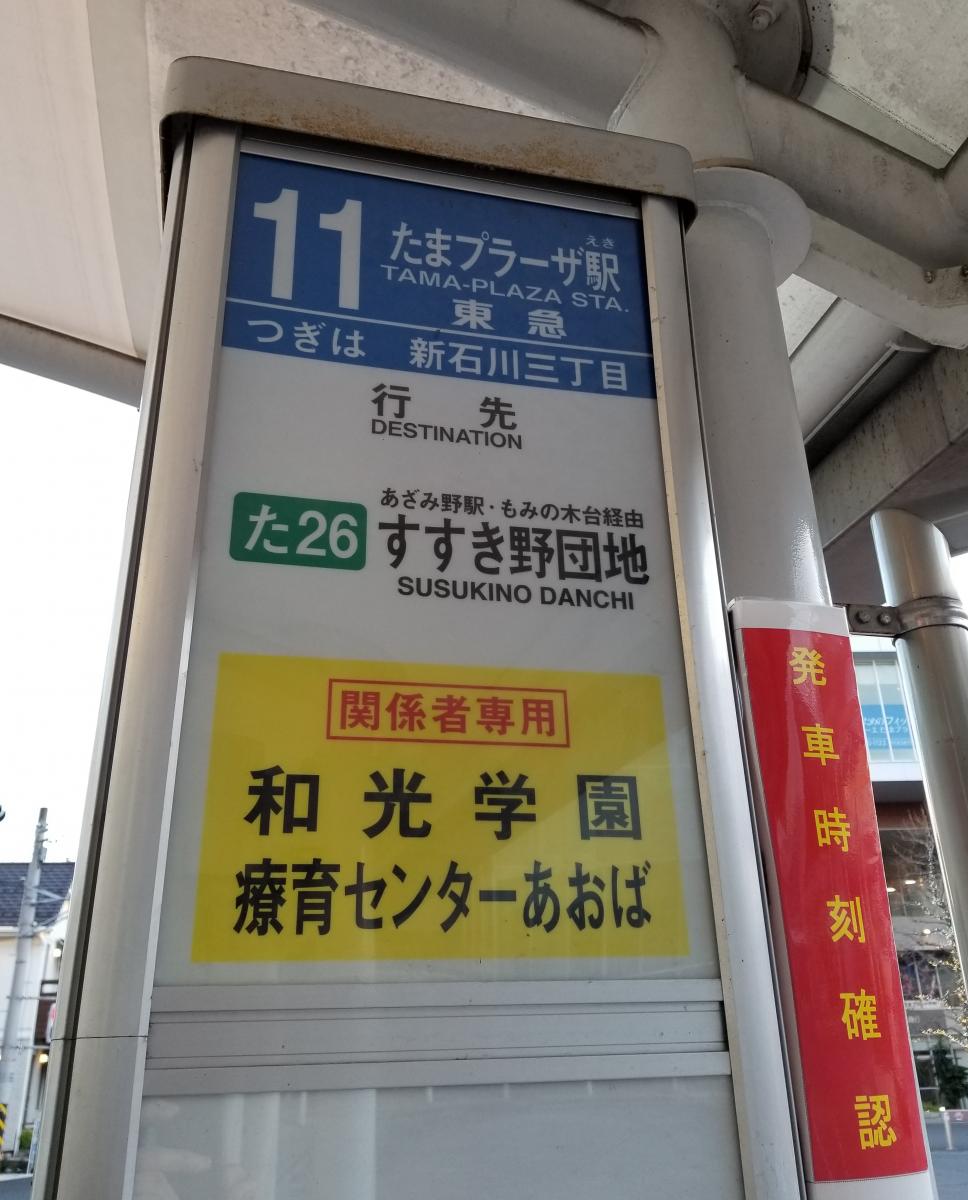 11
えき
たまプラーザ駅
TAMA-PLAZA STA.
東急
つぎは 新石川三丁目
行先
DESTINATION
た26
あざみ野駅・もみの木台経由
すすき野団地
SUSUKINO DANCHI
関係者専用
和光学園
療育センターあおば
発車時刻確認